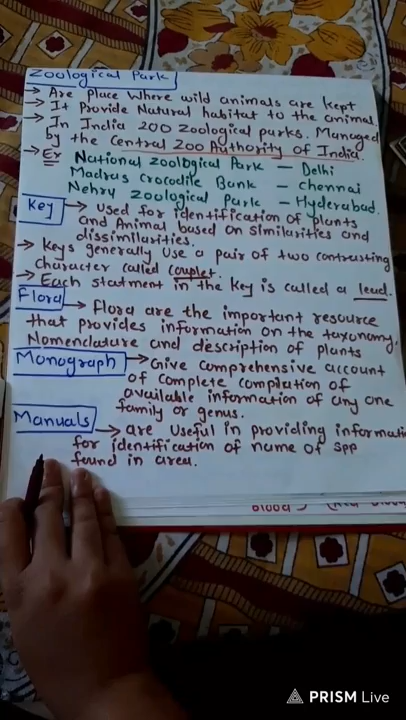 Zoological Park
→ Are Place Where wild animals are kept
→ It Provide Natural habitat to the animal.
→ In India 200 zoological parks. Managed
by the Central Zoo Authority of India.
→ Ex National Zoological Park — Delhi
Madras Crocodile Bank — Chennai
Nehru Zoological Park — Hyderabad.
Key → Used for identification of plants
and Animal based on similarities and
dissimilarities.
→ Keys generally Use a pair of two contrasting
character called Couplet.
→ Each statment in the key is called a lead.
Flora → Flora are the important resource
that provides information on the taxonomy,
Nomenclature and description of plants
Monograph → Give comprehensive account
of complete compilation of
available information of any one
family or genus.
Manuals → are Useful in providing informati
for identification of name of spp
found in area.
PRISM Live